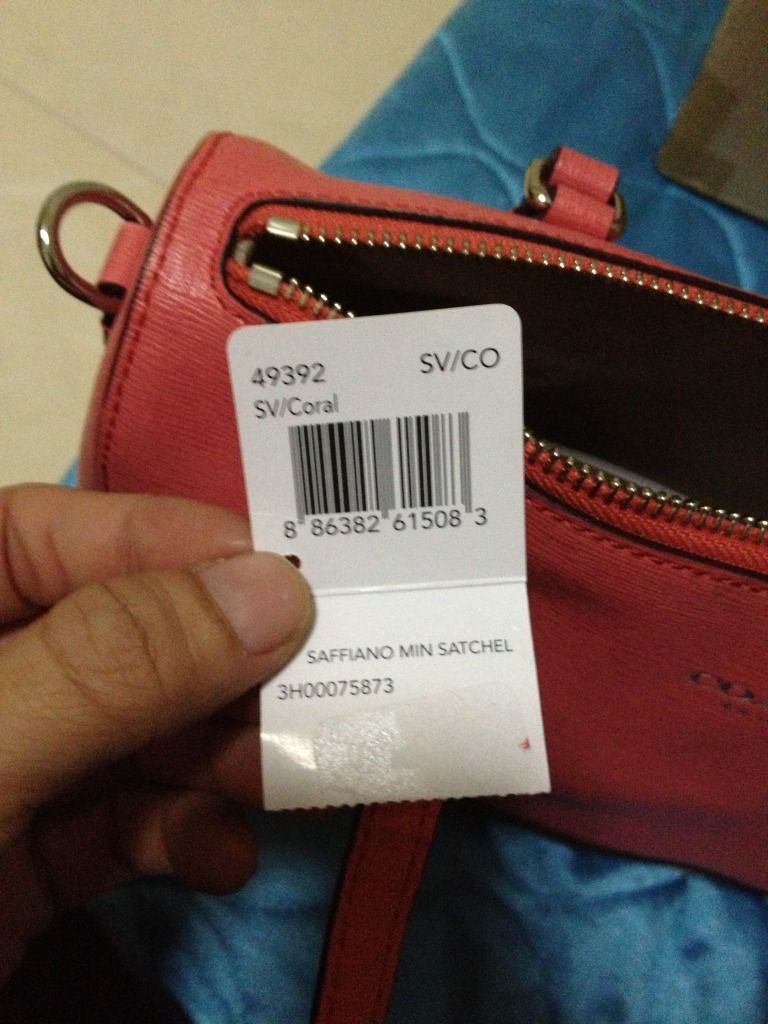 49392 SV/CO
SV/Coral
8 86382 61508 3
SAFFIANO MIN SATCHEL
3H00075873